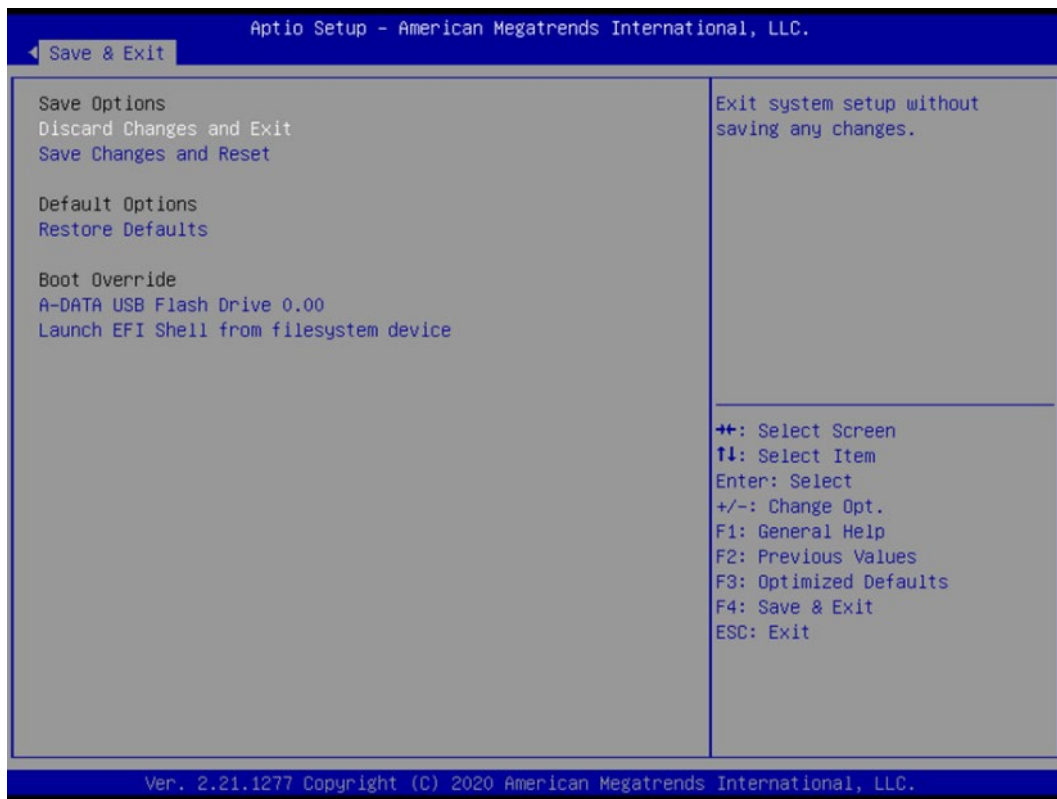 Aptio Setup – American Megatrends International, LLC.
Save & Exit
Save Options
Discard Changes and Exit
Save Changes and Reset
Default Options
Restore Defaults
Boot Override
A-DATA USB Flash Drive 0.00
Launch EFI Shell from filesystem device
Exit system setup without
saving any changes.
→←: Select Screen
↑↓: Select Item
Enter: Select
+/-: Change Opt.
F1: General Help
F2: Previous Values
F3: Optimized Defaults
F4: Save & Exit
ESC: Exit
Ver. 2.21.1277 Copyright (C) 2020 American Megatrends International, LLC.